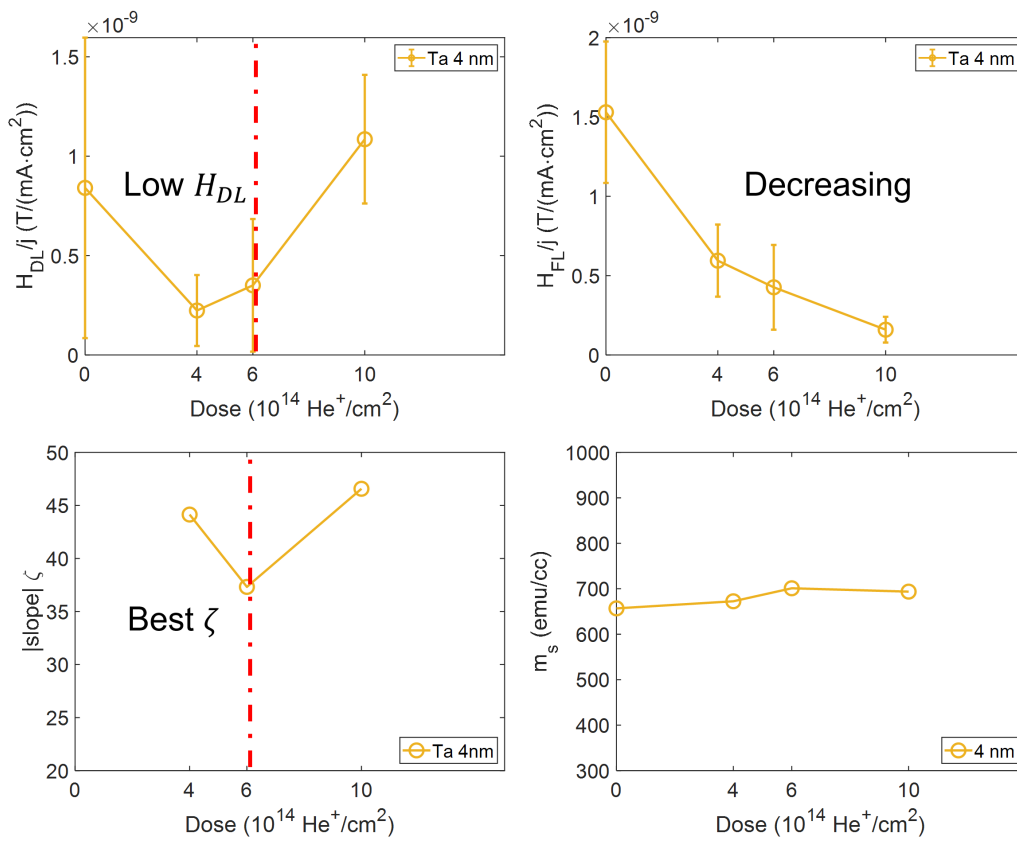 ×10⁻⁹
1.5
1
0.5
0
H_DL/j (T/(mA·cm²))
Ta 4 nm
Low H_DL
0 4 6 10
Dose (10¹⁴ He⁺/cm²)
×10⁻⁹
2
1.5
1
0.5
0
H_FL/j (T/(mA·cm²))
Ta 4 nm
Decreasing
0 4 6 10
Dose (10¹⁴ He⁺/cm²)
50
45
40
35
30
25
20
|slope| ζ
Best ζ
Ta 4nm
0 4 6 10
Dose (10¹⁴ He⁺/cm²)
1000
900
800
700
600
500
400
300
m_s (emu/cc)
4 nm
0 4 6 10
Dose (10¹⁴ He⁺/cm²)